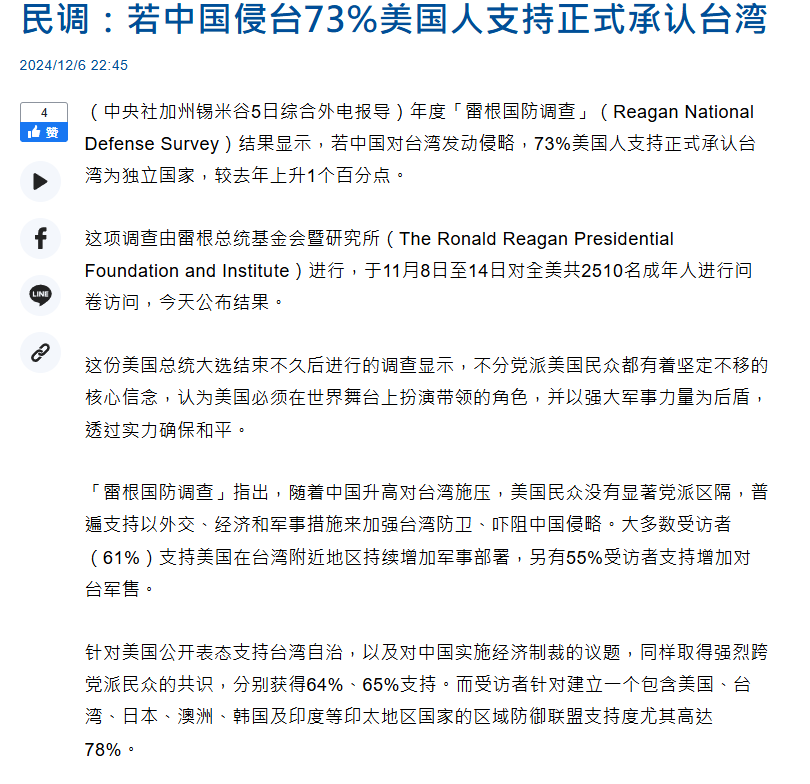 民调：若中国侵台73%美国人支持正式承认台湾
2024/12/6 22:45
4
赞
（中央社加州锡米谷5日综合外电报导）年度「雷根国防调查」（Reagan National
Defense Survey）结果显示，若中国对台湾发动侵略，73%美国人支持正式承认台
湾为独立国家，较去年上升1个百分点。
这项调查由雷根总统基金会暨研究所（The Ronald Reagan Presidential
Foundation and Institute）进行，于11月8日至14日对全美共2510名成年人进行问
卷访问，今天公布结果。
LINE
这份美国总统大选结束不久后进行的调查显示，不分党派美国民众都有着坚定不移的
核心信念，认为美国必须在世界舞台上扮演带领的角色，并以强大军事力量为后盾，
透过实力确保和平。
「雷根国防调查」指出，随着中国升高对台湾施压，美国民众没有显著党派区隔，普
遍支持以外交、经济和军事措施来加强台湾防卫、吓阻中国侵略。大多数受访者
（61%）支持美国在台湾附近地区持续增加军事部署，另有55%受访者支持增加对
台军售。
针对美国公开表态支持台湾自治，以及对中国实施经济制裁的议题，同样取得强烈跨
党派民众的共识，分别获得64%、65%支持。而受访者针对建立一个包含美国、台
湾、日本、澳洲、韩国及印度等印太地区国家的区域防御联盟支持度尤其高达
78%。